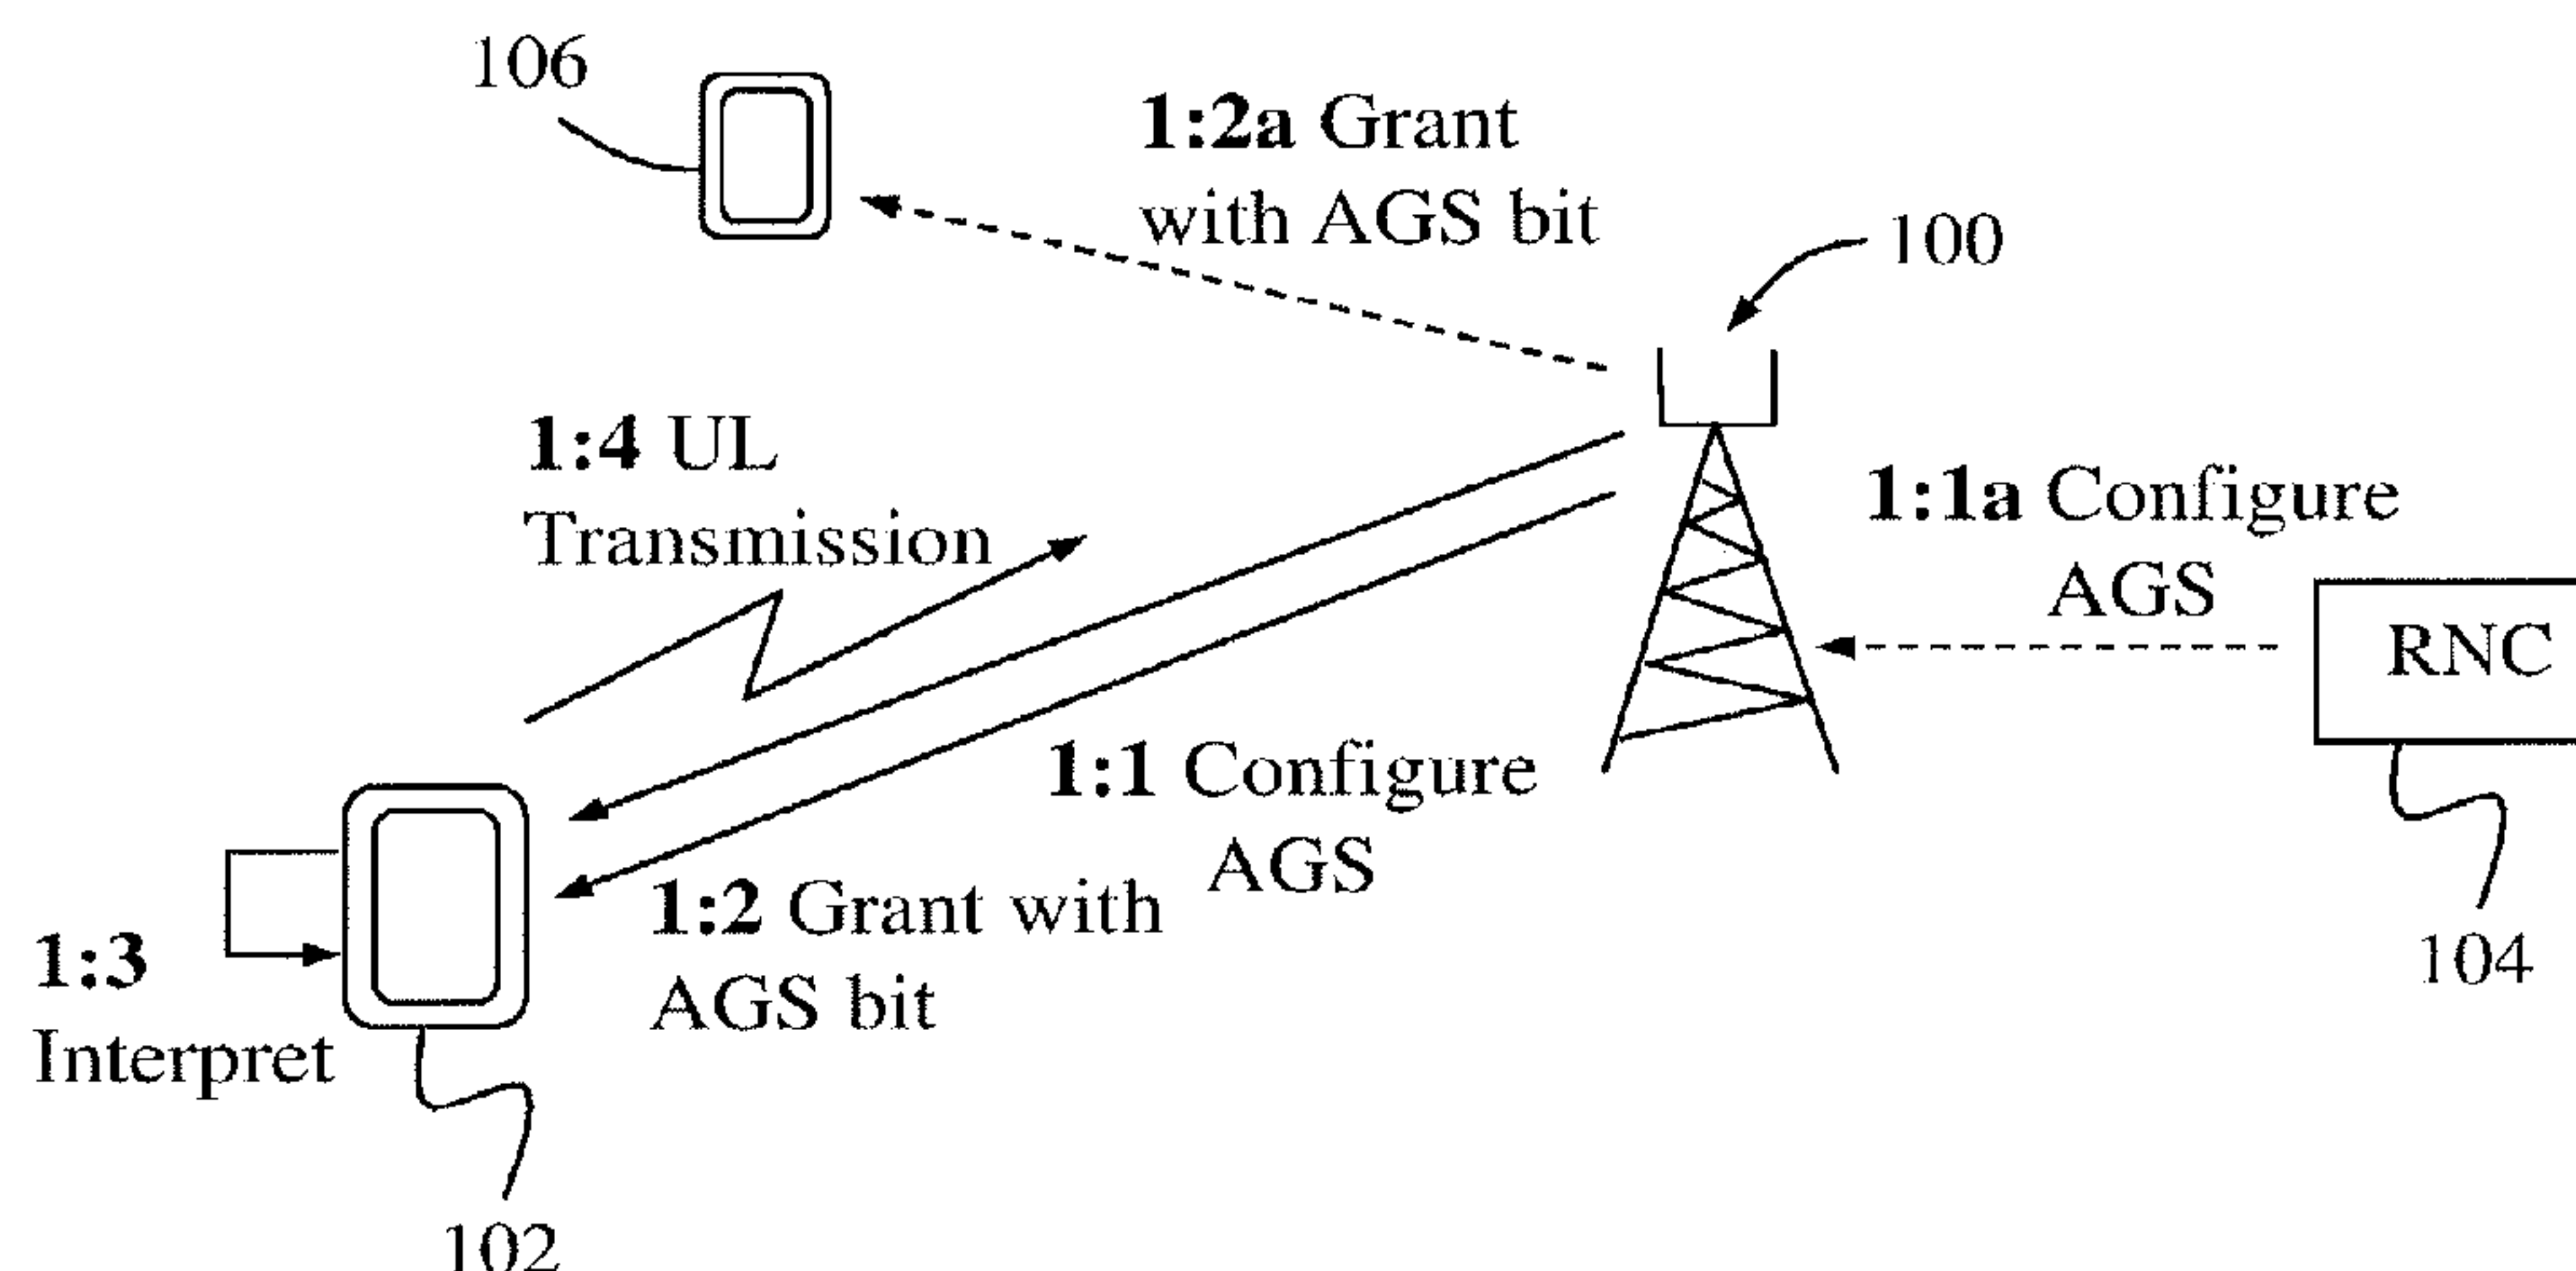 106
1:2a Grant
with AGS bit
100
1:4 UL
Transmission
1:1a Configure
AGS
RNC
1:1 Configure
AGS
1:2 Grant with
AGS bit
1:3
Interpret
104
102